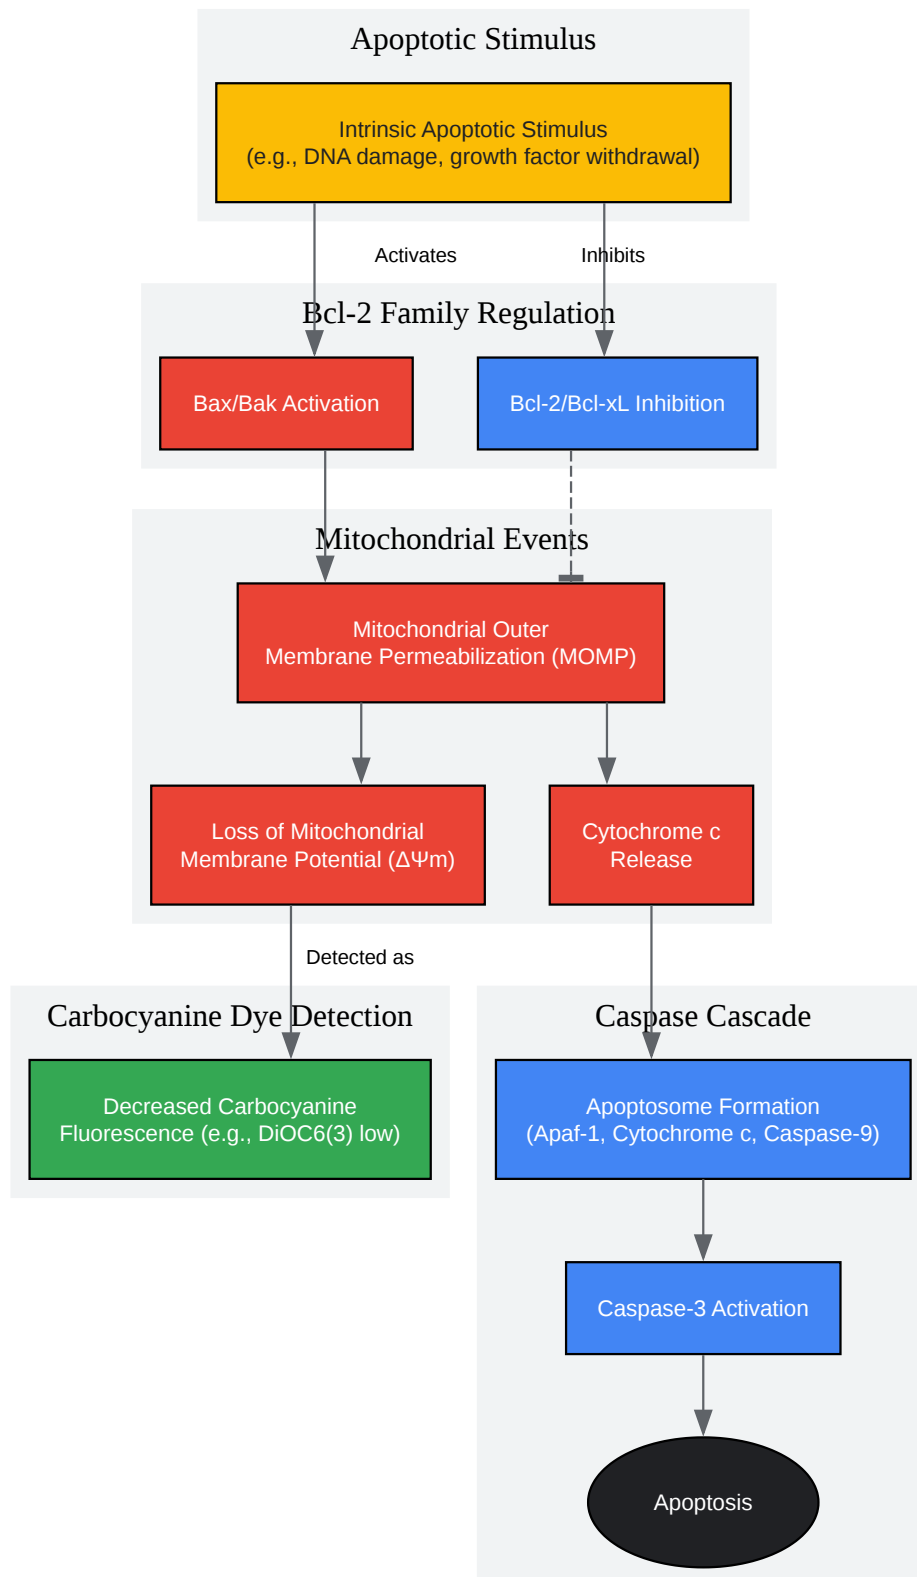 Apoptotic Stimulus
Intrinsic Apoptotic Stimulus
(e.g., DNA damage, growth factor withdrawal)
Activates
Inhibits
Bcl-2 Family Regulation
Bax/Bak Activation
Bcl-2/Bcl-xL Inhibition
Mitochondrial Events
Mitochondrial Outer
Membrane Permeabilization (MOMP)
Loss of Mitochondrial
Membrane Potential (ΔΨm)
Cytochrome c
Release
Detected as
Carbocyanine Dye Detection
Decreased Carbocyanine
Fluorescence (e.g., DiOC6(3) low)
Caspase Cascade
Apoptosome Formation
(Apaf-1, Cytochrome c, Caspase-9)
Caspase-3 Activation
Apoptosis